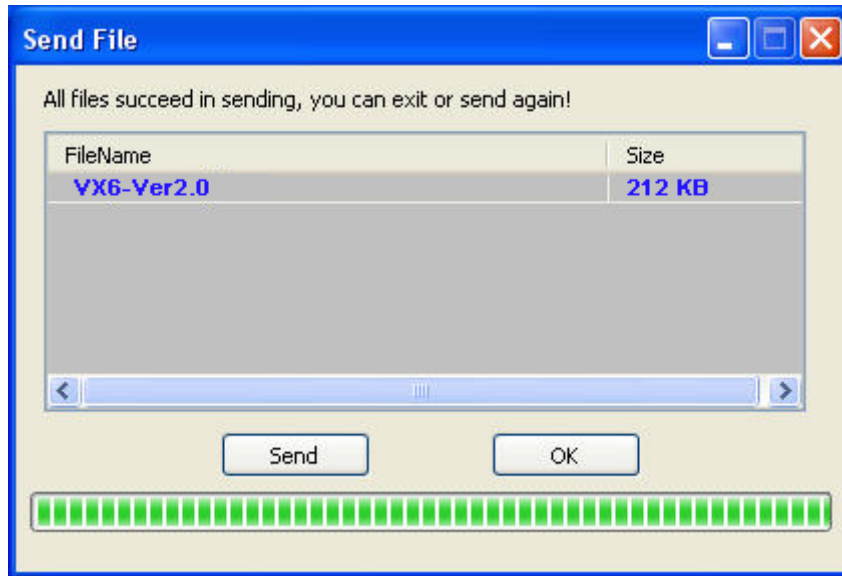 Send File
All files succeed in sending, you can exit or send again!
FileName Size
VX6-Ver2.0 212 KB
Send OK